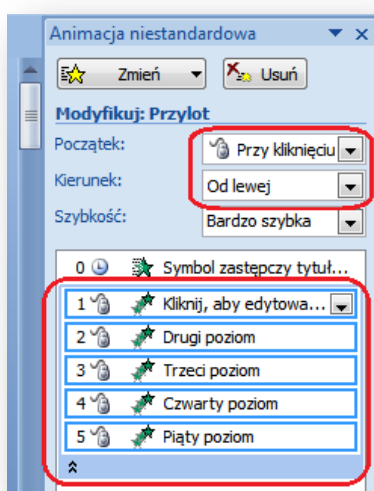 Animacja niestandardowa
Zmień Usuń
Modyfikuj: Przylot
Początek: Przy kliknięciu
Kierunek: Od lewej
Szybkość: Bardzo szybka
0 Symbol zastępczy tytuł...
1 Kliknij, aby edytowa...
2 Drugi poziom
3 Trzeci poziom
4 Czwarty poziom
5 Piąty poziom